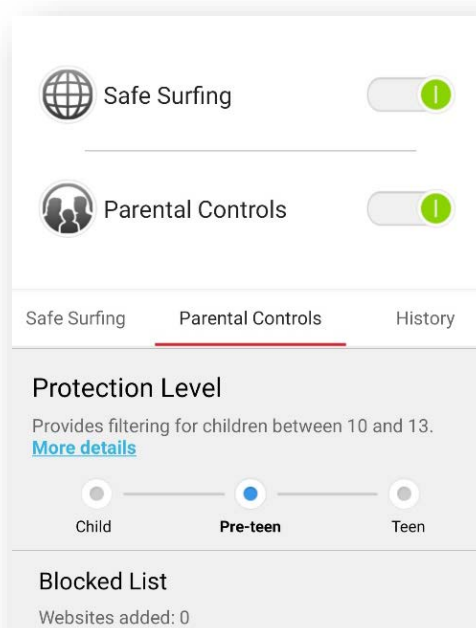 Safe Surfing
Parental Controls
Safe Surfing Parental Controls History
Protection Level
Provides filtering for children between 10 and 13.
More details
Child Pre-teen Teen
Blocked List
Websites added: 0